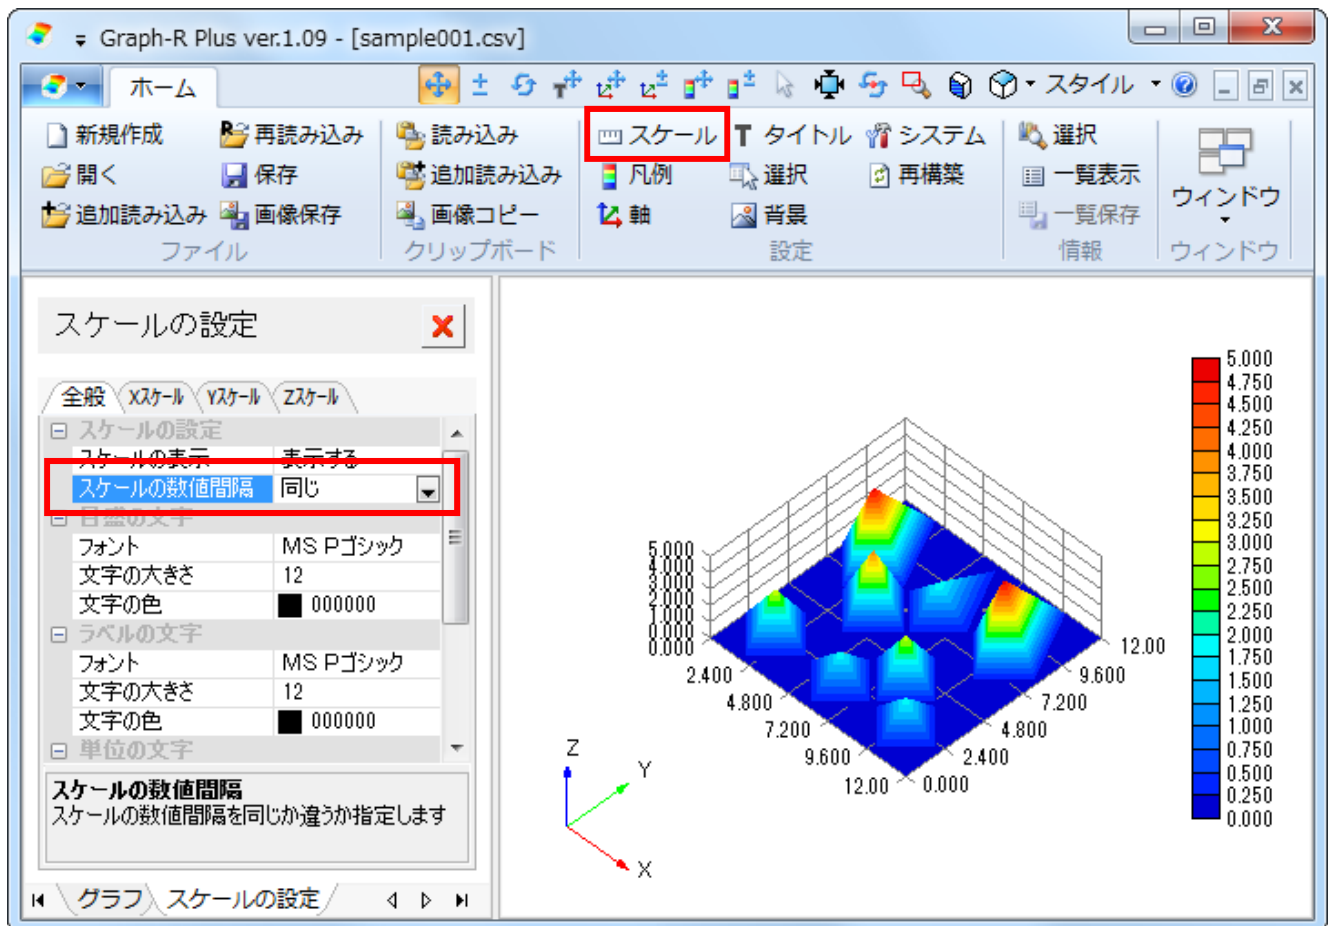 Graph-R Plus ver.1.09 - [sample001.csv]
ホーム
スタイル
新規作成
再読み込み
読み込み
スケール
タイトル
システム
選択
開く
保存
追加読み込み
凡例
選択
再構築
一覧表示
ウィンドウ
追加読み込み
画像保存
画像コピー
軸
背景
一覧保存
ファイル
クリップボード
設定
情報
ウィンドウ
スケールの設定
全般
Xスケール
Yスケール
Zスケール
スケールの設定
スケールの表示 表示する
スケールの数値間隔 同じ
目盛の文字
フォント MS Pゴシック
文字の大きさ 12
文字の色 000000
ラベルの文字
フォント MS Pゴシック
文字の大きさ 12
文字の色 000000
単位の文字
スケールの数値間隔
スケールの数値間隔を同じか違うか指定します
グラフ
スケールの設定
5.000
4.000
3.000
2.000
1.000
0.000
0.000
2.400
4.800
7.200
9.600
12.00
0.000
2.400
4.800
7.200
9.600
12.00
Z
Y
X
5.000
4.750
4.500
4.250
4.000
3.750
3.500
3.250
3.000
2.750
2.500
2.250
2.000
1.750
1.500
1.250
1.000
0.750
0.500
0.250
0.000